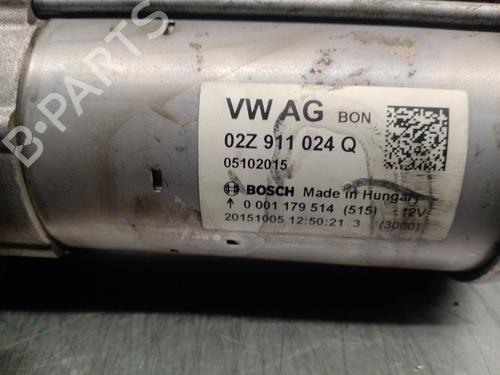 B-PARTS
VW AG BON
02Z 911 024 Q
05102015
BOSCH Made in Hungary
↑ 0 001 179 514 (515) 12V
20151005 12:50:21 3 (3000)